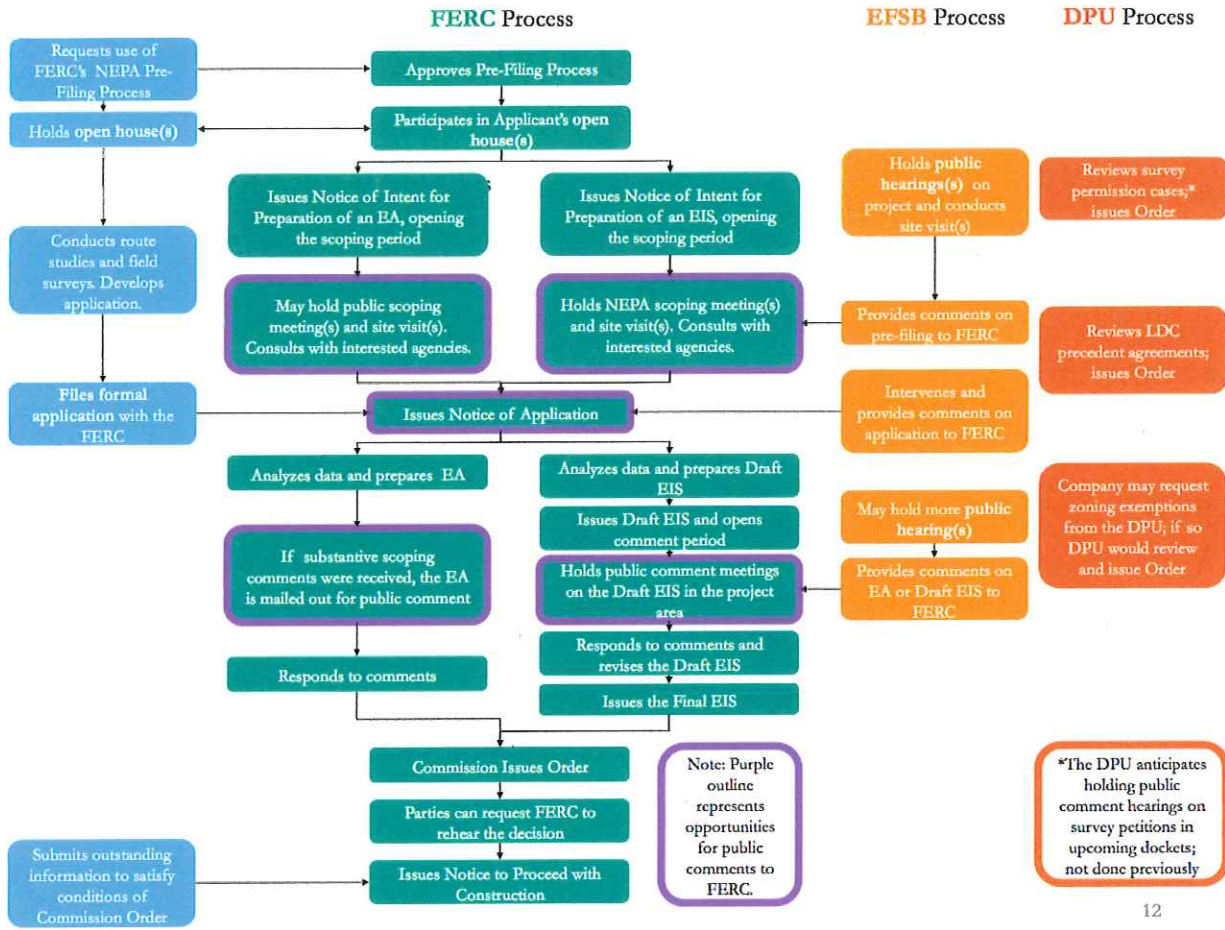 FERC Process
EFSB Process
DPU Process
Requests use of
FERC's NEPA Pre-
Filing Process
Approves Pre-Filing Process
Holds open house(s)
Participates in Applicant's open
house(s)
s
Issues Notice of Intent for
Preparation of an EA, opening
the scoping period
Issues Notice of Intent for
Preparation of an EIS, opening
the scoping period
Holds public
hearings(s) on
project and conducts
site visit(s)
Reviews survey
permission cases;*
issues Order
Conducts route
studies and field
surveys. Develops
application.
May hold public scoping
meeting(s) and site visit(s).
Consults with interested agencies.
Holds NEPA scoping meeting(s)
and site visit(s). Consults with
interested agencies.
Provides comments on
pre-filing to FERC
Reviews LDC
precedent agreements;
issues Order
Files formal
application with the
FERC
Issues Notice of Application
Intervenes and
provides comments on
application to FERC
Analyzes data and prepares EA
Analyzes data and prepares Draft
EIS
Issues Draft EIS and opens
comment period
May hold more public
hearing(s)
Company may request
zoning exemptions
from the DPU; if so
DPU would review
and issue Order
If substantive scoping
comments were received, the EA
is mailed out for public comment
Holds public comment meetings
on the Draft EIS in the project
area
Provides comments on
EA or Draft EIS to
FERC
Responds to comments
Responds to comments and
revises the Draft EIS
Issues the Final EIS
Commission Issues Order
Parties can request FERC to
rehear the decision
Submits outstanding
information to satisfy
conditions of
Commission Order
Issues Notice to Proceed with
Construction
Note: Purple
outline
represents
opportunities
for public
comments to
FERC.
*The DPU anticipates
holding public
comment hearings on
survey petitions in
upcoming dockets;
not done previously
12